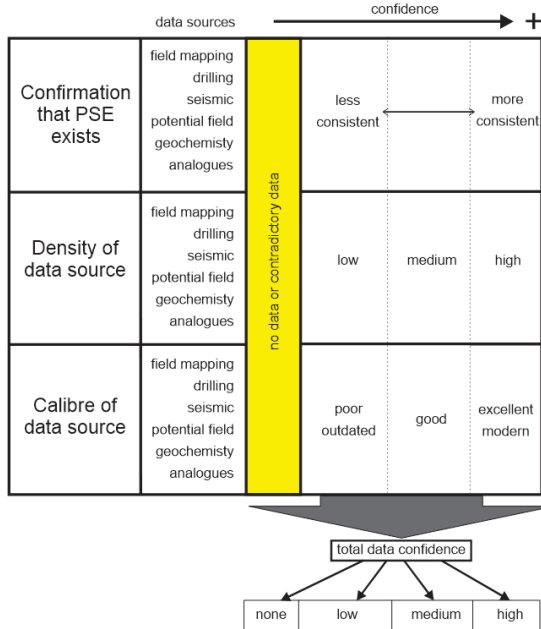 data sources
confidence
+
Confirmation
that PSE
exists
field mapping
drilling
seismic
potential field
geochemisty
analogues
no data or contradictory data
less
consistent
more
consistent
Density of
data source
field mapping
drilling
seismic
potential field
geochemisty
analogues
low
medium
high
Calibre of
data source
field mapping
drilling
seismic
potential field
geochemisty
analogues
poor
outdated
good
excellent
modern
total data confidence
none
low
medium
high